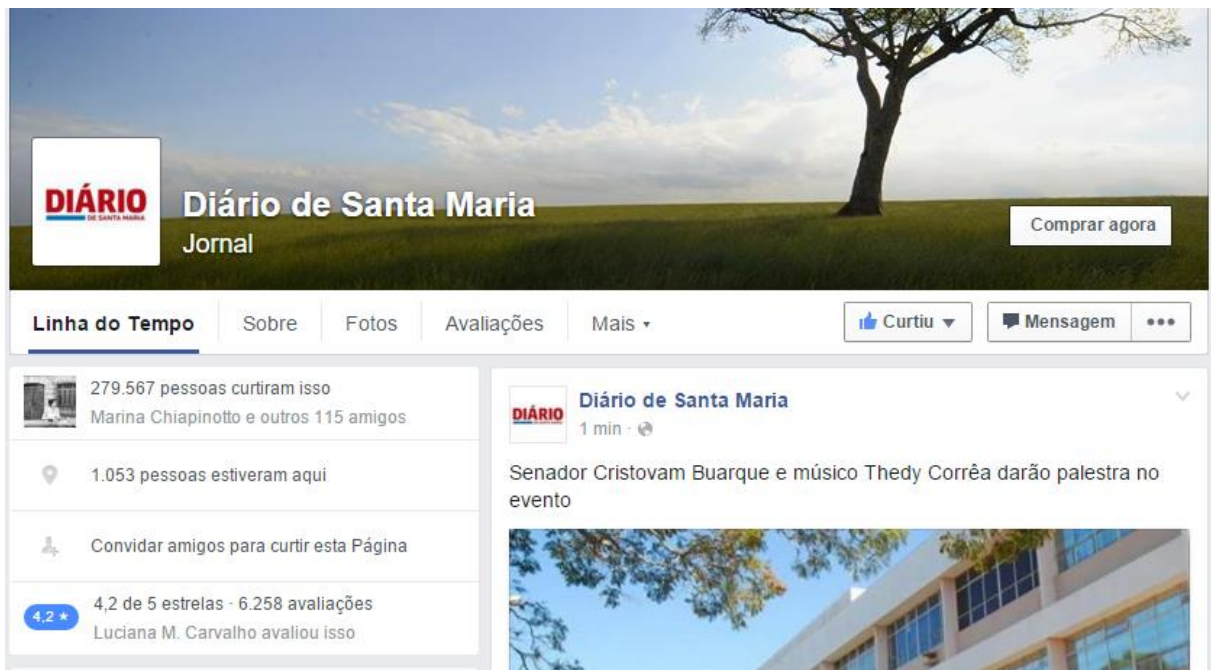 DIÁRIO
DE SANTA MARIA
Diário de Santa Maria
Jornal
Comprar agora
Linha do Tempo Sobre Fotos Avaliações Mais Curtiu Mensagem
279.567 pessoas curtiram isso
Marina Chiapinotto e outros 115 amigos
1.053 pessoas estiveram aqui
Convidar amigos para curtir esta Página
4,2 ★
4,2 de 5 estrelas · 6.258 avaliações
Luciana M. Carvalho avaliou isso
DIÁRIO
Diário de Santa Maria
1 min ·
Senador Cristovam Buarque e músico Thedy Corrêa darão palestra no
evento